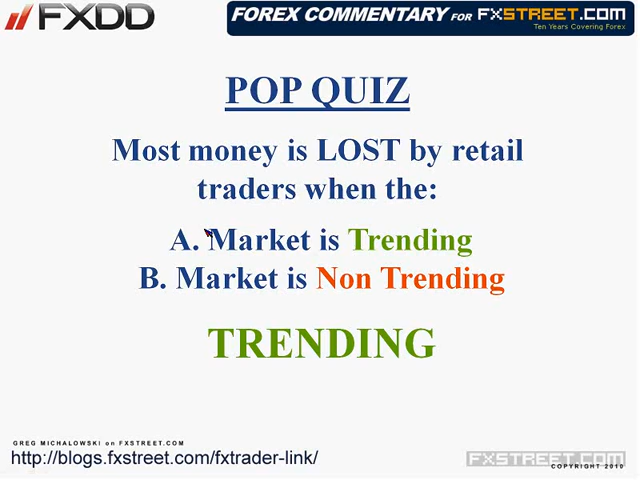 FXDD
FOREX COMMENTARY FOR FXSTREET.COM
Ten Years Covering Forex
POP QUIZ
Most money is LOST by retail
traders when the:
A. Market is Trending
B. Market is Non Trending
TRENDING
GREG MICHALOWSKI on FXSTREET.COM
http://blogs.fxstreet.com/fxtrader-link/
FXSTREET.COM
COPYRIGHT 2010